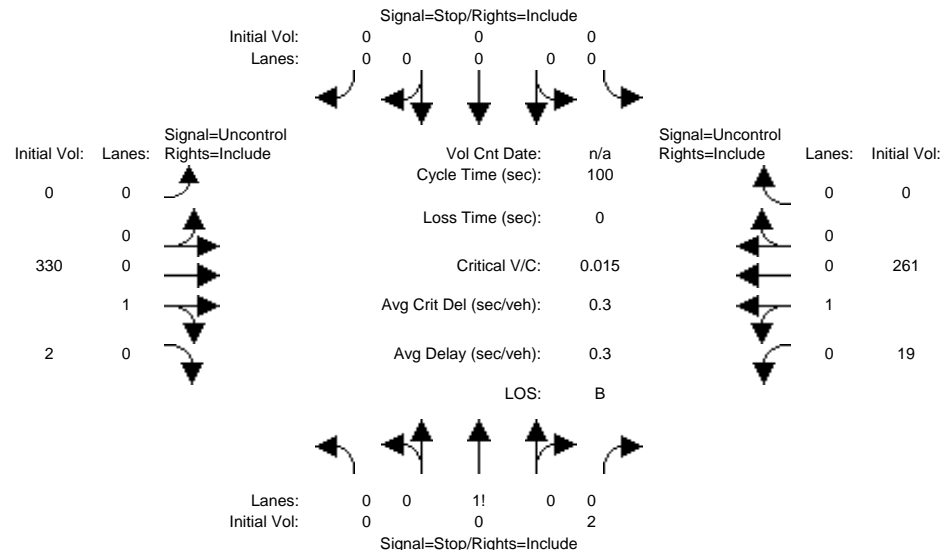 Signal=Stop/Rights=Include
Initial Vol: 0 0 0
Lanes: 0 0 0 0 0
Signal=Uncontrol Signal=Uncontrol
Initial Vol: Lanes: Rights=Include Vol Cnt Date: n/a Rights=Include Lanes: Initial Vol:
Cycle Time (sec): 100
0 0 0 0
Loss Time (sec): 0
0 0
330 0 Critical V/C: 0.015 0 261
1 Avg Crit Del (sec/veh): 0.3 1
2 0 Avg Delay (sec/veh): 0.3 0 19
LOS: B
Lanes: 0 0 1! 0 0
Initial Vol: 0 0 2
Signal=Stop/Rights=Include